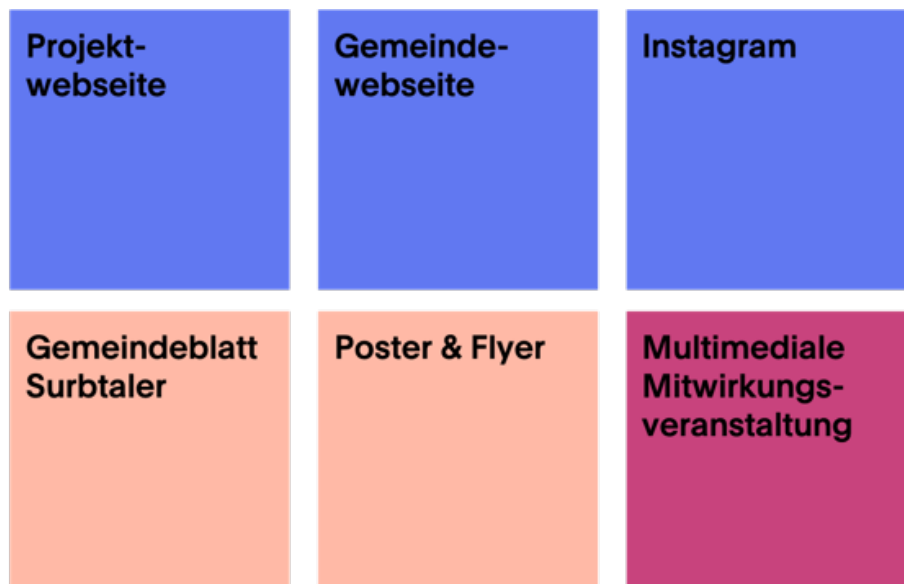 Projekt-
webseite
Gemeinde-
webseite
Instagram
Gemeindeblatt
Surbtaler
Poster & Flyer
Multimediale
Mitwirkungs-
veranstaltung